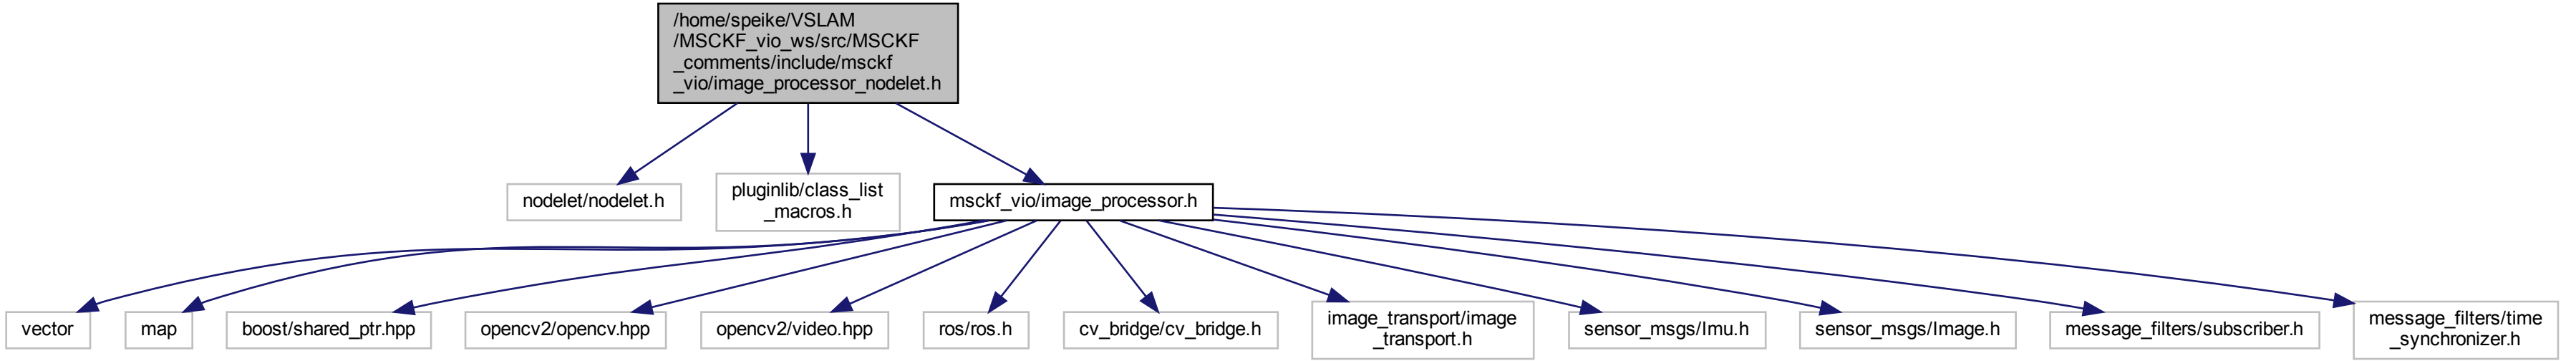 /home/speike/VSLAM
/MSCKF_vio_ws/src/MSCKF
_comments/include/msckf
_vio/image_processor_nodelet.h
nodelet/nodelet.h
pluginlib/class_list
_macros.h
msckf_vio/image_processor.h
vector
map
boost/shared_ptr.hpp
opencv2/opencv.hpp
opencv2/video.hpp
ros/ros.h
cv_bridge/cv_bridge.h
image_transport/image
_transport.h
sensor_msgs/Imu.h
sensor_msgs/Image.h
message_filters/subscriber.h
message_filters/time
_synchronizer.h